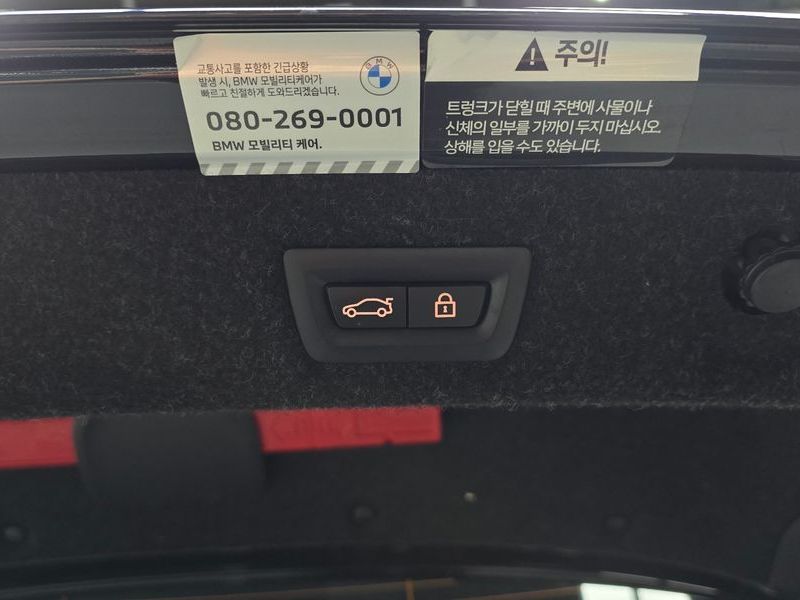 교통사고를 포함한 긴급상황
발생 시, BMW 모빌리티케어가
빠르고 친절하게 도와드리겠습니다.
080-269-0001
BMW 모빌리티 케어.
BMW
주의!
트렁크가 닫힐 때 주변에 사물이나
신체의 일부를 가까이 두지 마십시오.
상해를 입을 수도 있습니다.